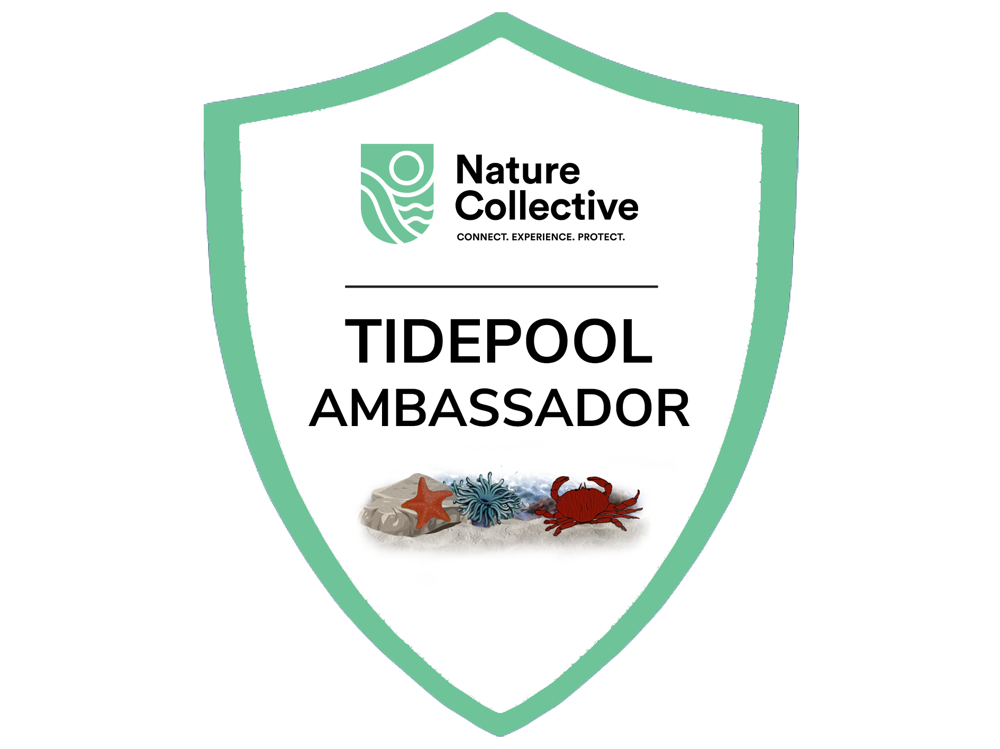 Nature
Collective
CONNECT. EXPERIENCE. PROTECT.
TIDEPOOL
AMBASSADOR